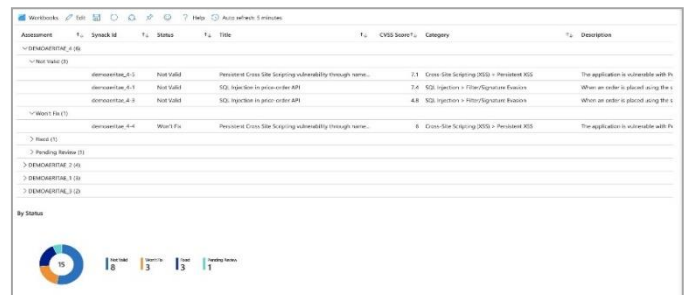 Workbooks Edit ? Help Auto refresh: 5 minutes
Assessment Synack Id Status Title CVSS Score Category Description
DEMOAERITAE_4 (6)
Not Valid (3)
demoaeritae_4-2 Not Valid Persistent Cross Site Scripting vulnerability through name... 7.1 Cross-Site Scripting (XSS) > Persistent XSS The application is vulnerable with Pe
Not Valid SQL Injection in price-order API 7.4 SQL Injection > Filter/Signature Evasion When an order is placed using the s
Not Valid SQL Injection in price-order API 4.8 SQL Injection > Filter/Signature Evasion When an order is placed using the s
Won't Fix (1)
demoaeritae_4-4 Won't Fix Persistent Cross Site Scripting vulnerability through name... 6 Cross-Site Scripting (XSS) > Persistent XSS The application is vulnerable with Pe
Fixed (1)
Pending Review (1)
DEMOAERITAE_2 (4)
(3)
DEMOAERITAE_3 (2)
By Status
15
Not Valid Won't Fix Fixed Pending Review
8 3 3 1